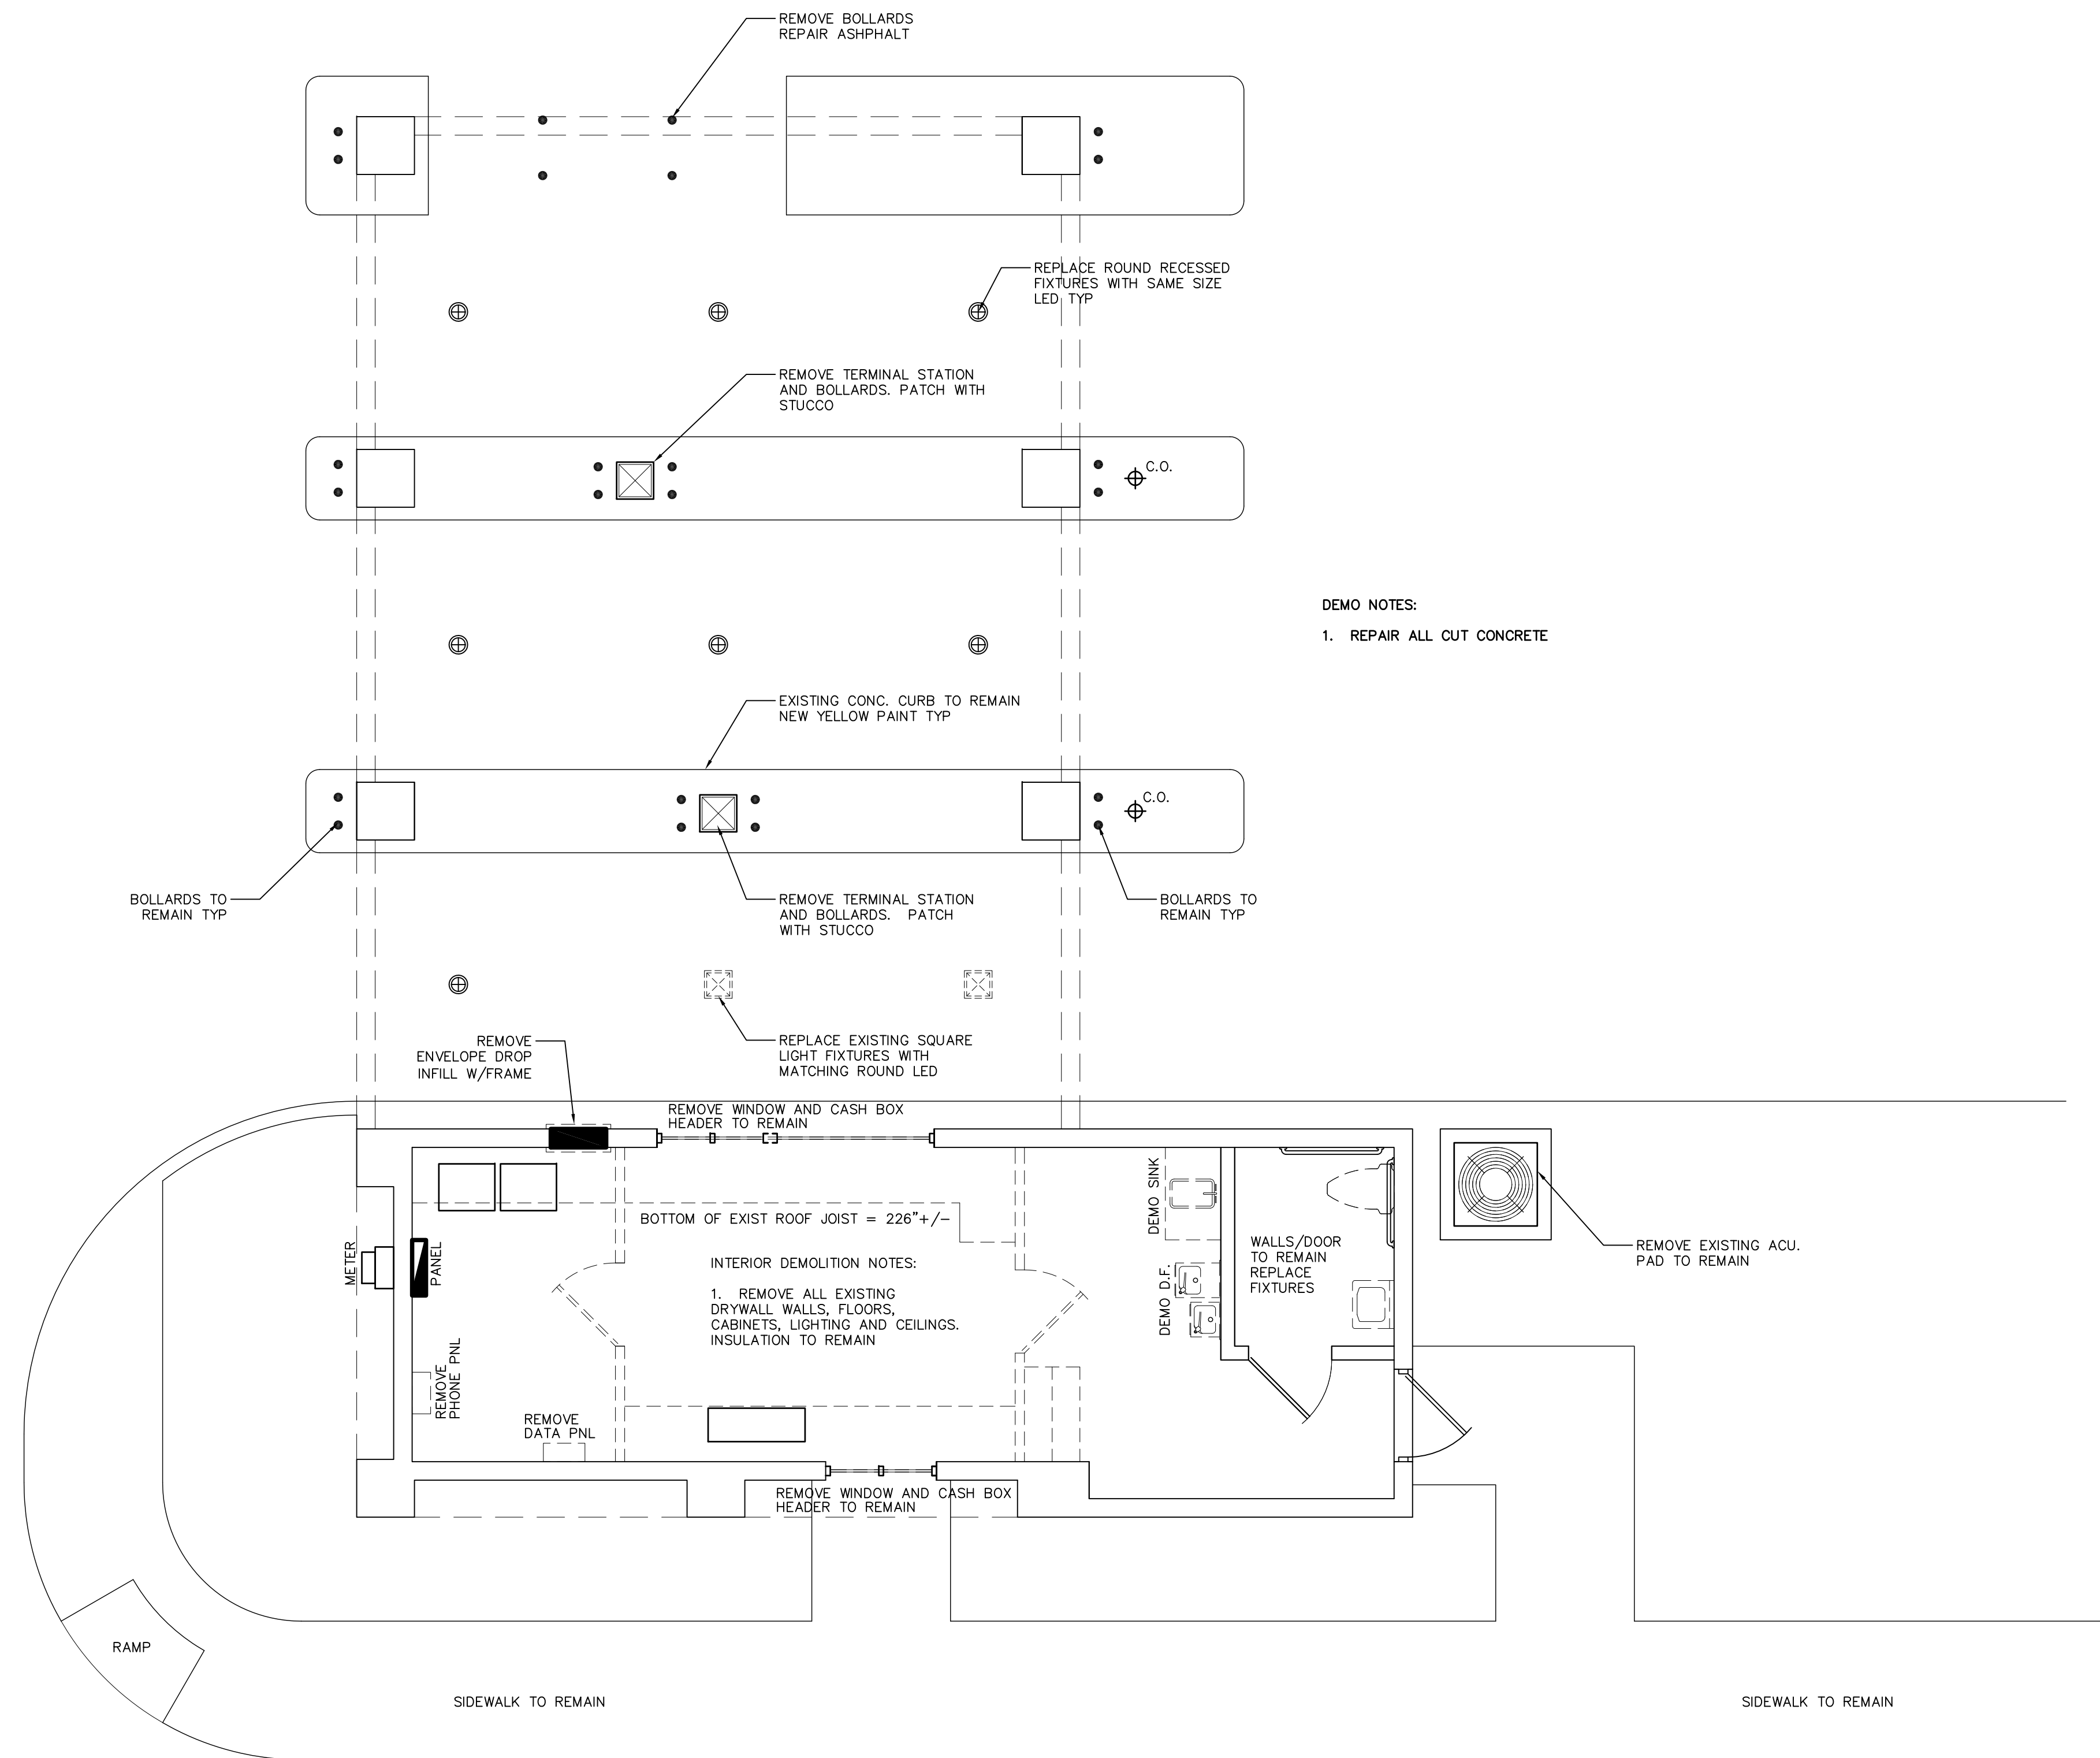 REMOVE BOLLARDS
REPAIR ASHPHALT
REPLACE ROUND RECESSED
FIXTURES WITH SAME SIZE
LED TYP
REMOVE TERMINAL STATION
AND BOLLARDS. PATCH WITH
STUCCO
C.O.
DEMO NOTES:
1. REPAIR ALL CUT CONCRETE
EXISTING CONC. CURB TO REMAIN
NEW YELLOW PAINT TYP
C.O.
BOLLARDS TO
REMAIN TYP
REMOVE TERMINAL STATION
AND BOLLARDS. PATCH
WITH STUCCO
BOLLARDS TO
REMAIN TYP
REMOVE
ENVELOPE DROP
INFILL W/FRAME
REPLACE EXISTING SQUARE
LIGHT FIXTURES WITH
MATCHING ROUND LED
REMOVE WINDOW AND CASH BOX
HEADER TO REMAIN
BOTTOM OF EXIST ROOF JOIST = 226"+/-
METER
PANEL
INTERIOR DEMOLITION NOTES:
1. REMOVE ALL EXISTING
DRYWALL WALLS, FLOORS,
CABINETS, LIGHTING AND CEILINGS.
INSULATION TO REMAIN
DEMO SINK
DEMO D.F.
WALLS/DOOR
TO REMAIN
REPLACE
FIXTURES
REMOVE EXISTING ACU.
PAD TO REMAIN
REMOVE
PHONE PNL
REMOVE
DATA PNL
REMOVE WINDOW AND CASH BOX
HEADER TO REMAIN
RAMP
SIDEWALK TO REMAIN
SIDEWALK TO REMAIN